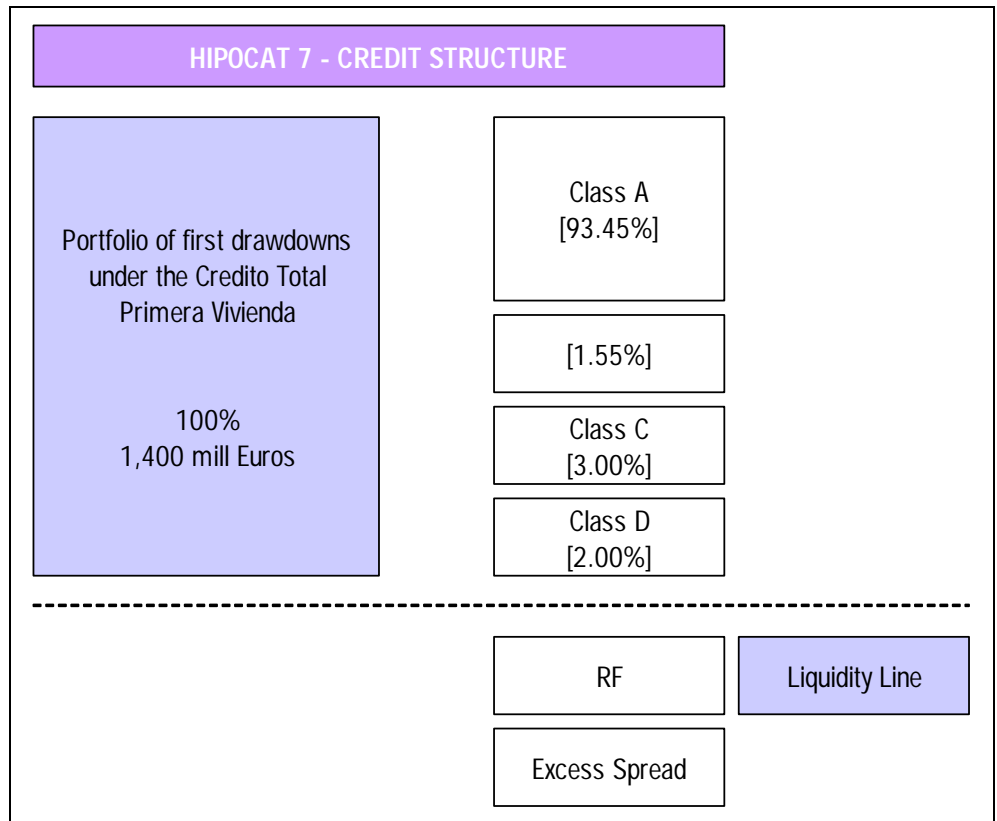 HIPOCAT 7 - CREDIT STRUCTURE
Portfolio of first drawdowns
under the Credito Total
Primera Vivienda
100%
1,400 mill Euros
Class A
[93.45%]
[1.55%]
Class C
[3.00%]
Class D
[2.00%]
RF
Liquidity Line
Excess Spread